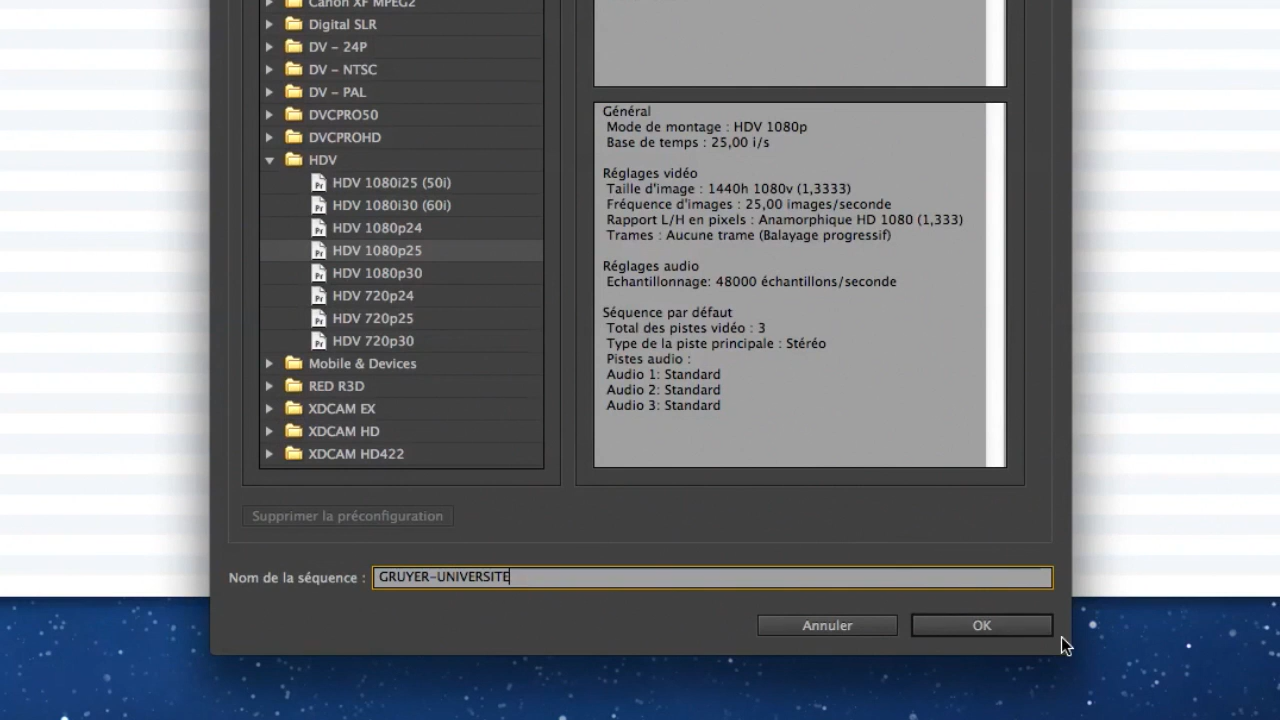 Canon XF MPEG2
Digital SLR
DV – 24P
DV – NTSC
DV – PAL
DVCPRO50
DVCPROHD
HDV
HDV 1080i25 (50i)
HDV 1080i30 (60i)
HDV 1080p24
HDV 1080p25
HDV 1080p30
HDV 720p24
HDV 720p25
HDV 720p30
Mobile & Devices
RED R3D
XDCAM EX
XDCAM HD
XDCAM HD422
Général
Mode de montage : HDV 1080p
Base de temps : 25,00 i/s
Réglages vidéo
Taille d'image : 1440h 1080v (1,3333)
Fréquence d'images : 25,00 images/seconde
Rapport L/H en pixels : Anamorphique HD 1080 (1,333)
Trames : Aucune trame (Balayage progressif)
Réglages audio
Echantillonnage: 48000 échantillons/seconde
Séquence par défaut
Total des pistes vidéo : 3
Type de la piste principale : Stéréo
Pistes audio :
Audio 1: Standard
Audio 2: Standard
Audio 3: Standard
Supprimer la préconfiguration
Nom de la séquence : GRUYER-UNIVERSITE
Annuler
OK